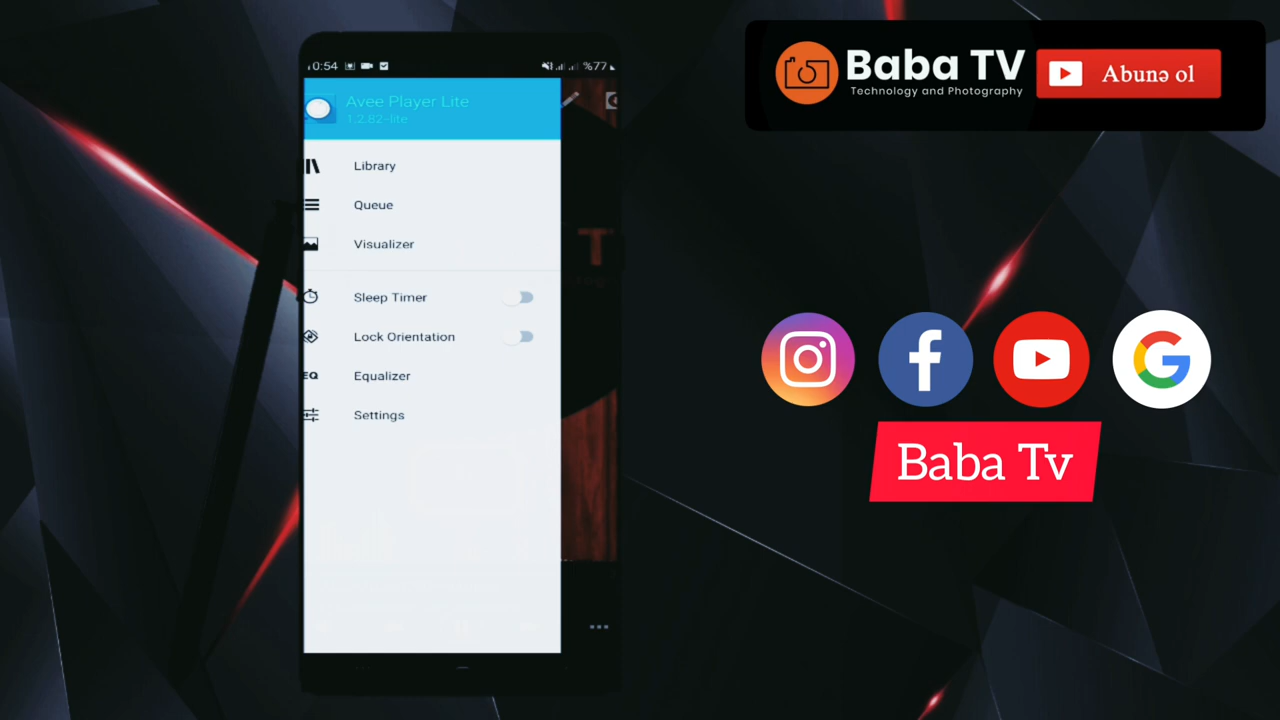 0:54
%77
Avee Player Lite
1.2.82-lite
Library
Queue
Visualizer
Sleep Timer
Lock Orientation
EQ
Equalizer
Settings
T
Baba TV
Technology and Photography
Abunə ol
Baba Tv